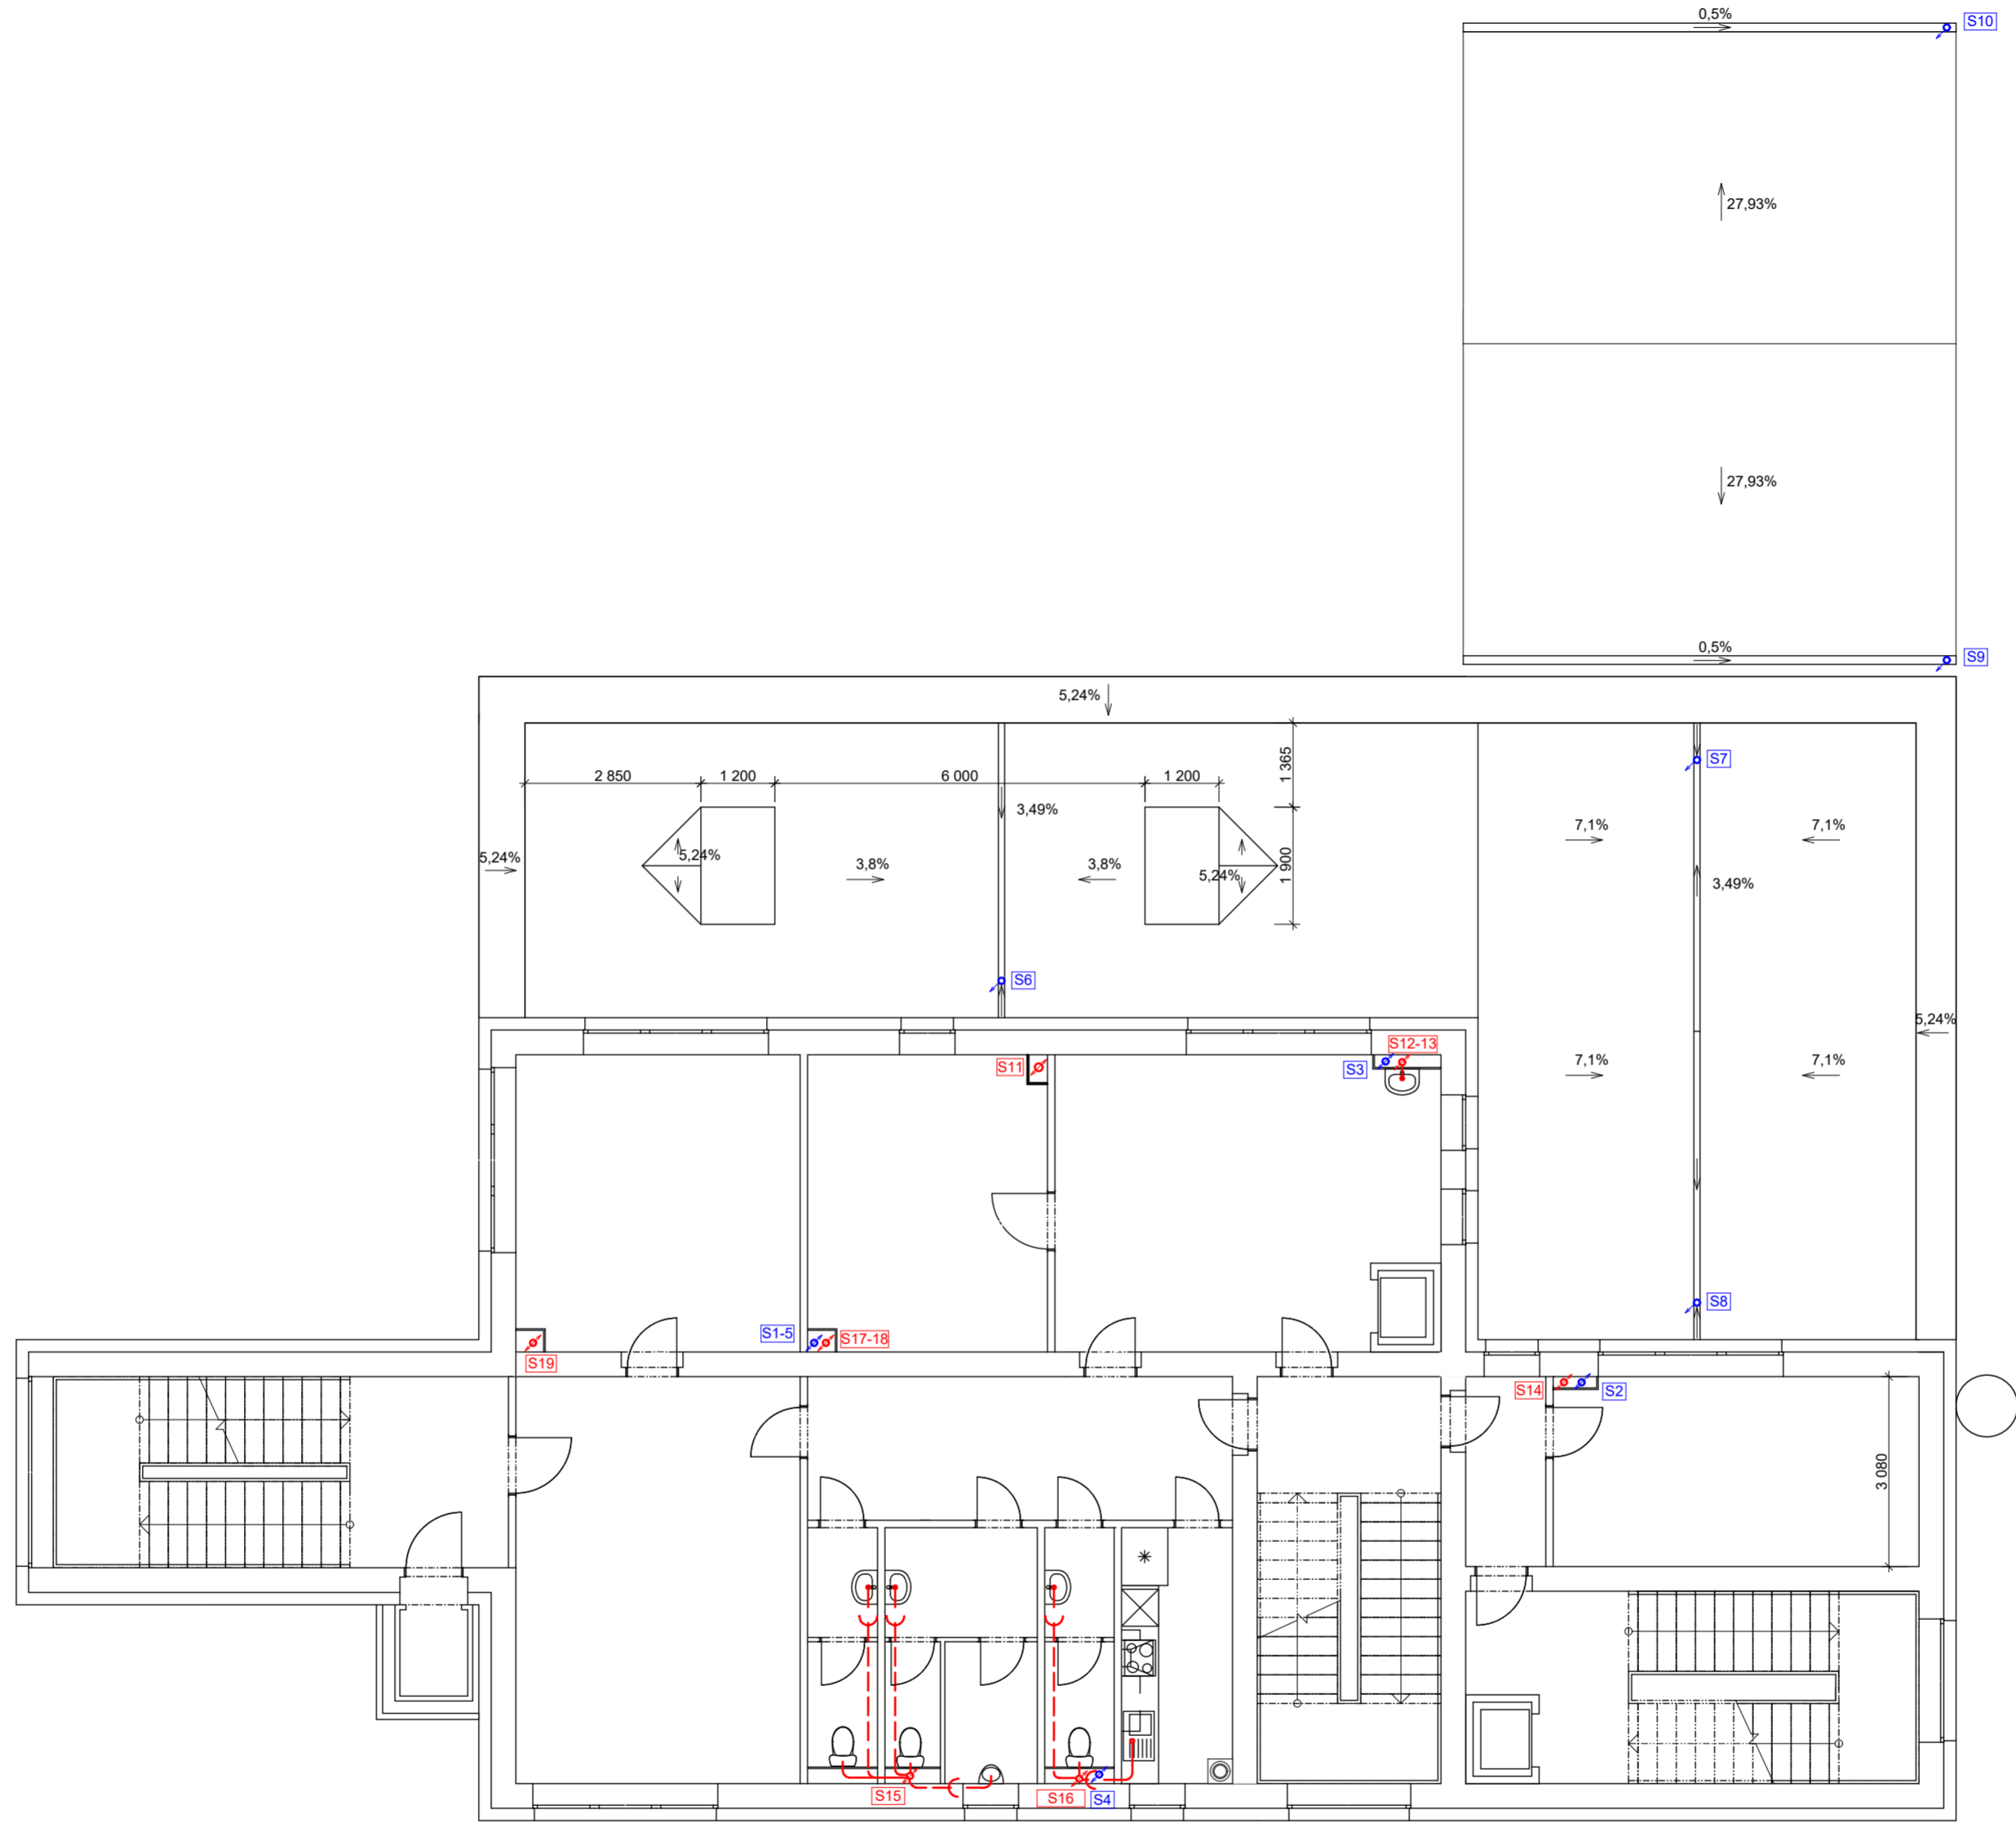 0,5%
S10
27,93%
27,93%
0,5%
S9
5,24%
2 850
1 200
6 000
1 200
1 365
S7
3,49%
7,1%
7,1%
5,24%
5,24%
3,8%
3,8%
5,24%
1 900
3,49%
S6
5,24%
S11
S12-13
S3
7,1%
7,1%
S8
S1-5
S17-18
S19
S14
S2
3 080
S15
S16
S4